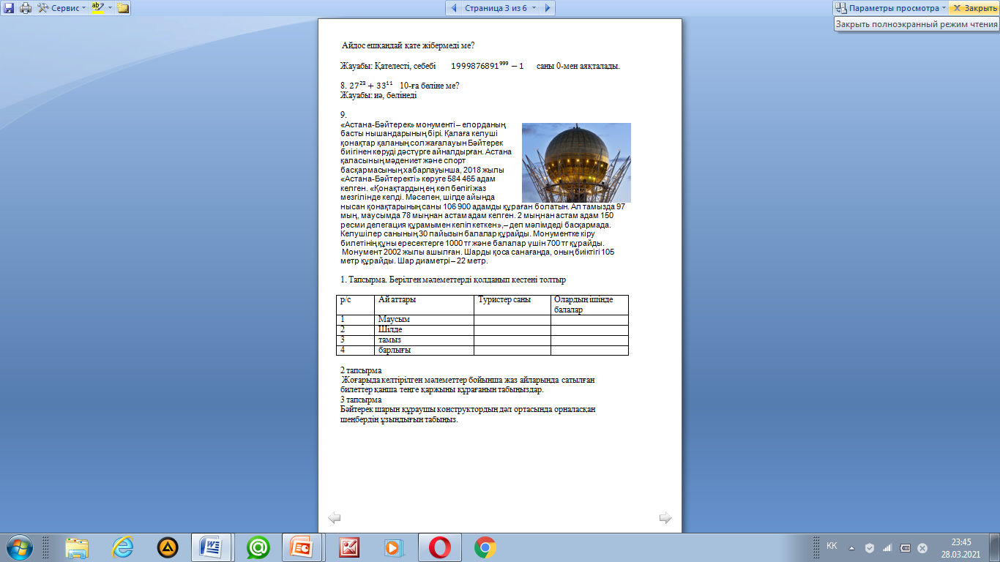 Сервис
Страница 3 из 6
Параметры просмотра
Закрыть
Закрыть полноэкранный режим чтения
Айдос ешқандай қате жібермеді ме?
Жауабы: Қателесті, себебі 1999876891⁹⁹⁹ − 1 саны 0-мен аяқталады.
8. 27²³ + 33¹¹ 10-ға бөліне ме?
Жауабы: иә, бөлінеді
9.
«Астана-Бәйтерек» монументі – елорданың
басты нышандарының бірі. Қалаға келуші
қонақтар қаланың сол жағалауын Бәйтерек
биігінен көруді дәстүрге айналдырған. Астана
қаласының мәдениет және спорт
басқармасының хабарлауынша, 2018 жылы
«Астана-Бәйтеректі» көруге 584 465 адам
келген. «Қонақтардың ең көп бөлігі жаз
мезгілінде келді. Мәселен, шілде айында
нысан қонақтарының саны 106 900 адамды құраған болатын. Ал тамызда 97
мың, маусымда 78 мыңнан астам адам келген. 2 мыңнан астам адам 150
ресми делегация құрамымен келіп кеткен»,– деп мәлімдеді басқармада.
Келушілер санының 30 пайызын балалар құрайды. Монументке кіру
билетінің құны ересектерге 1000 тг және балалар үшін 700 тг құрайды.
Монумент 2002 жылы ашылған. Шарды қоса санағанда, оның биіктігі 105
метр құрайды. Шар диаметрі – 22 метр.
1. Тапсырма. Берілген мәлеметтерді қолданып кестені толтыр
р/с Ай аттары Туристер саны Олардың ішінде
балалар
1 Маусым
2 Шілде
3 тамыз
4 барлығы
2 тапсырма
Жоғарыда келтірілген мәлеметтер бойынша жаз айларында сатылған
билеттер қанша теңге қаржыны құрағанын табыңыздар.
3 тапсырма
Бәйтерек шарын құраушы конструктордын дәл ортасында орналасқан
шеңбердің ұзындығын табыңыз.
KK
23:45
28.03.2021